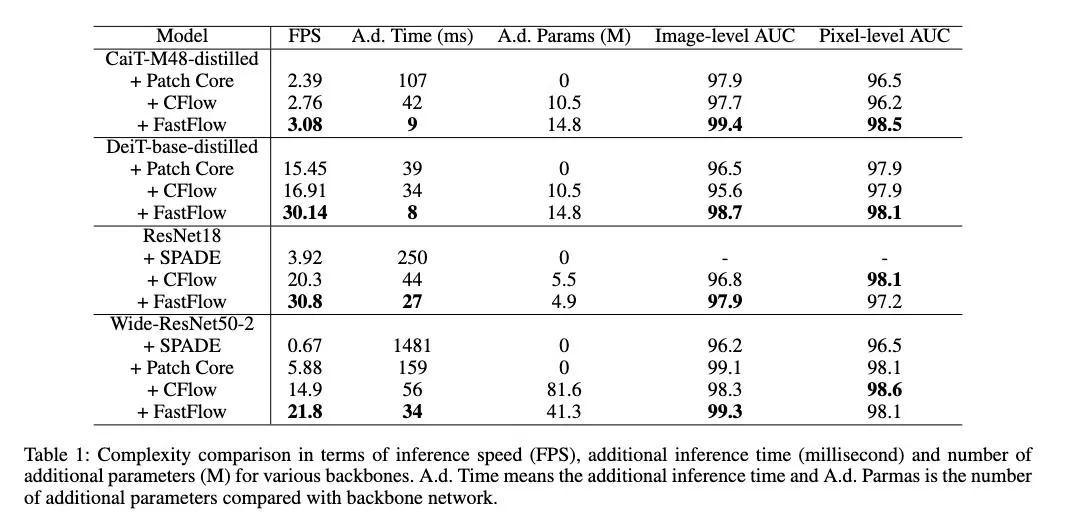 Model FPS A.d. Time (ms) A.d. Params (M) Image-level AUC Pixel-level AUC
CaiT-M48-distilled
+ Patch Core 2.39 107 0 97.9 96.5
+ CFlow 2.76 42 10.5 97.7 96.2
+ FastFlow 3.08 9 14.8 99.4 98.5
DeiT-base-distilled
+ Patch Core 15.45 39 0 96.5 97.9
+ CFlow 16.91 34 10.5 95.6 97.9
+ FastFlow 30.14 8 14.8 98.7 98.1
ResNet18
+ SPADE 3.92 250 0 - -
+ CFlow 20.3 44 5.5 96.8 98.1
+ FastFlow 30.8 27 4.9 97.9 97.2
Wide-ResNet50-2
+ SPADE 0.67 1481 0 96.2 96.5
+ Patch Core 5.88 159 0 99.1 98.1
+ CFlow 14.9 56 81.6 98.3 98.6
+ FastFlow 21.8 34 41.3 99.3 98.1
Table 1: Complexity comparison in terms of inference speed (FPS), additional inference time (millisecond) and number of
additional parameters (M) for various backbones. A.d. Time means the additional inference time and A.d. Parmas is the number
of additional parameters compared with backbone network.